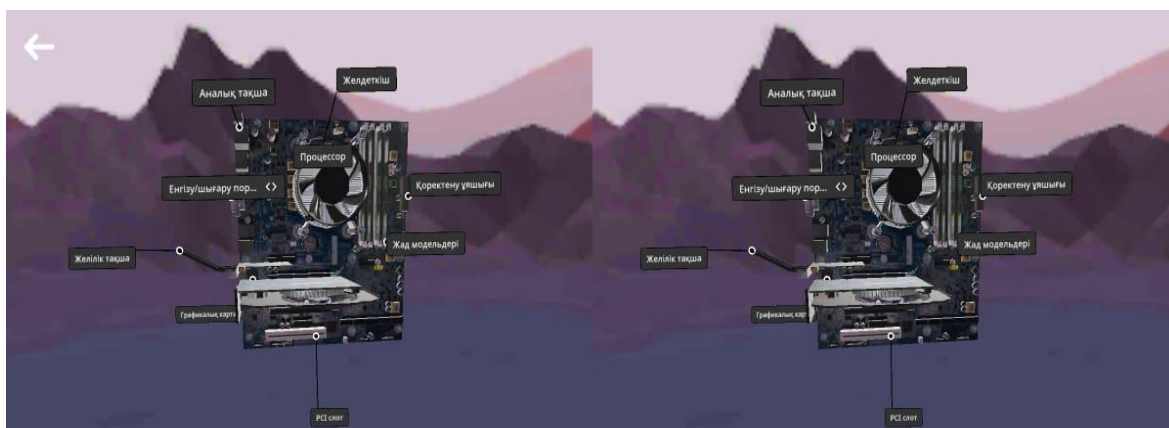 Желдеткіш
Аналық тақша
Процессор
Енгізу/шығару пор...
Қоректену ұяшығы
Жад модельдері
Желілік тақша
Графикалық карта
PCI слот
Желдеткіш
Аналық тақша
Процессор
Енгізу/шығару пор...
Қоректену ұяшығы
Жад модельдері
Желілік тақша
Графикалық карт
PCI слот